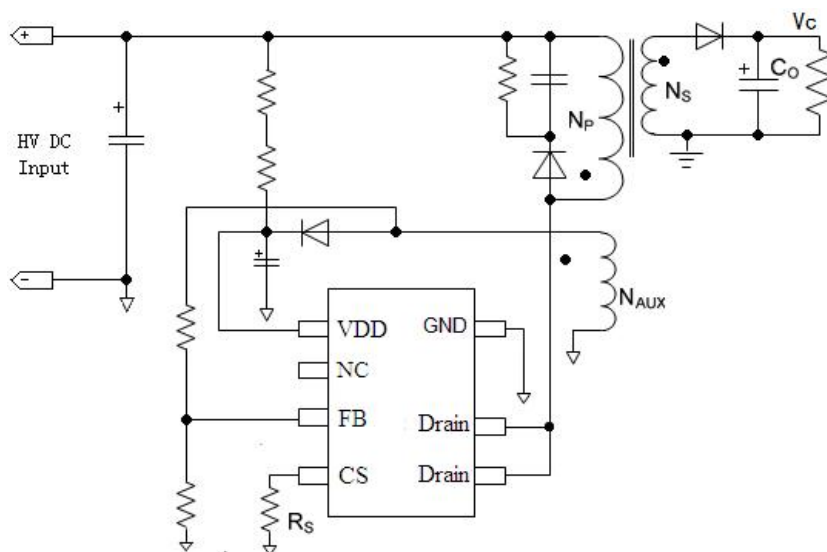 +
Vc
+
+
Co
NS
HV DC
Input
NP
-
+
NAUX
VDD
GND
NC
FB
Drain
CS
Drain
RS